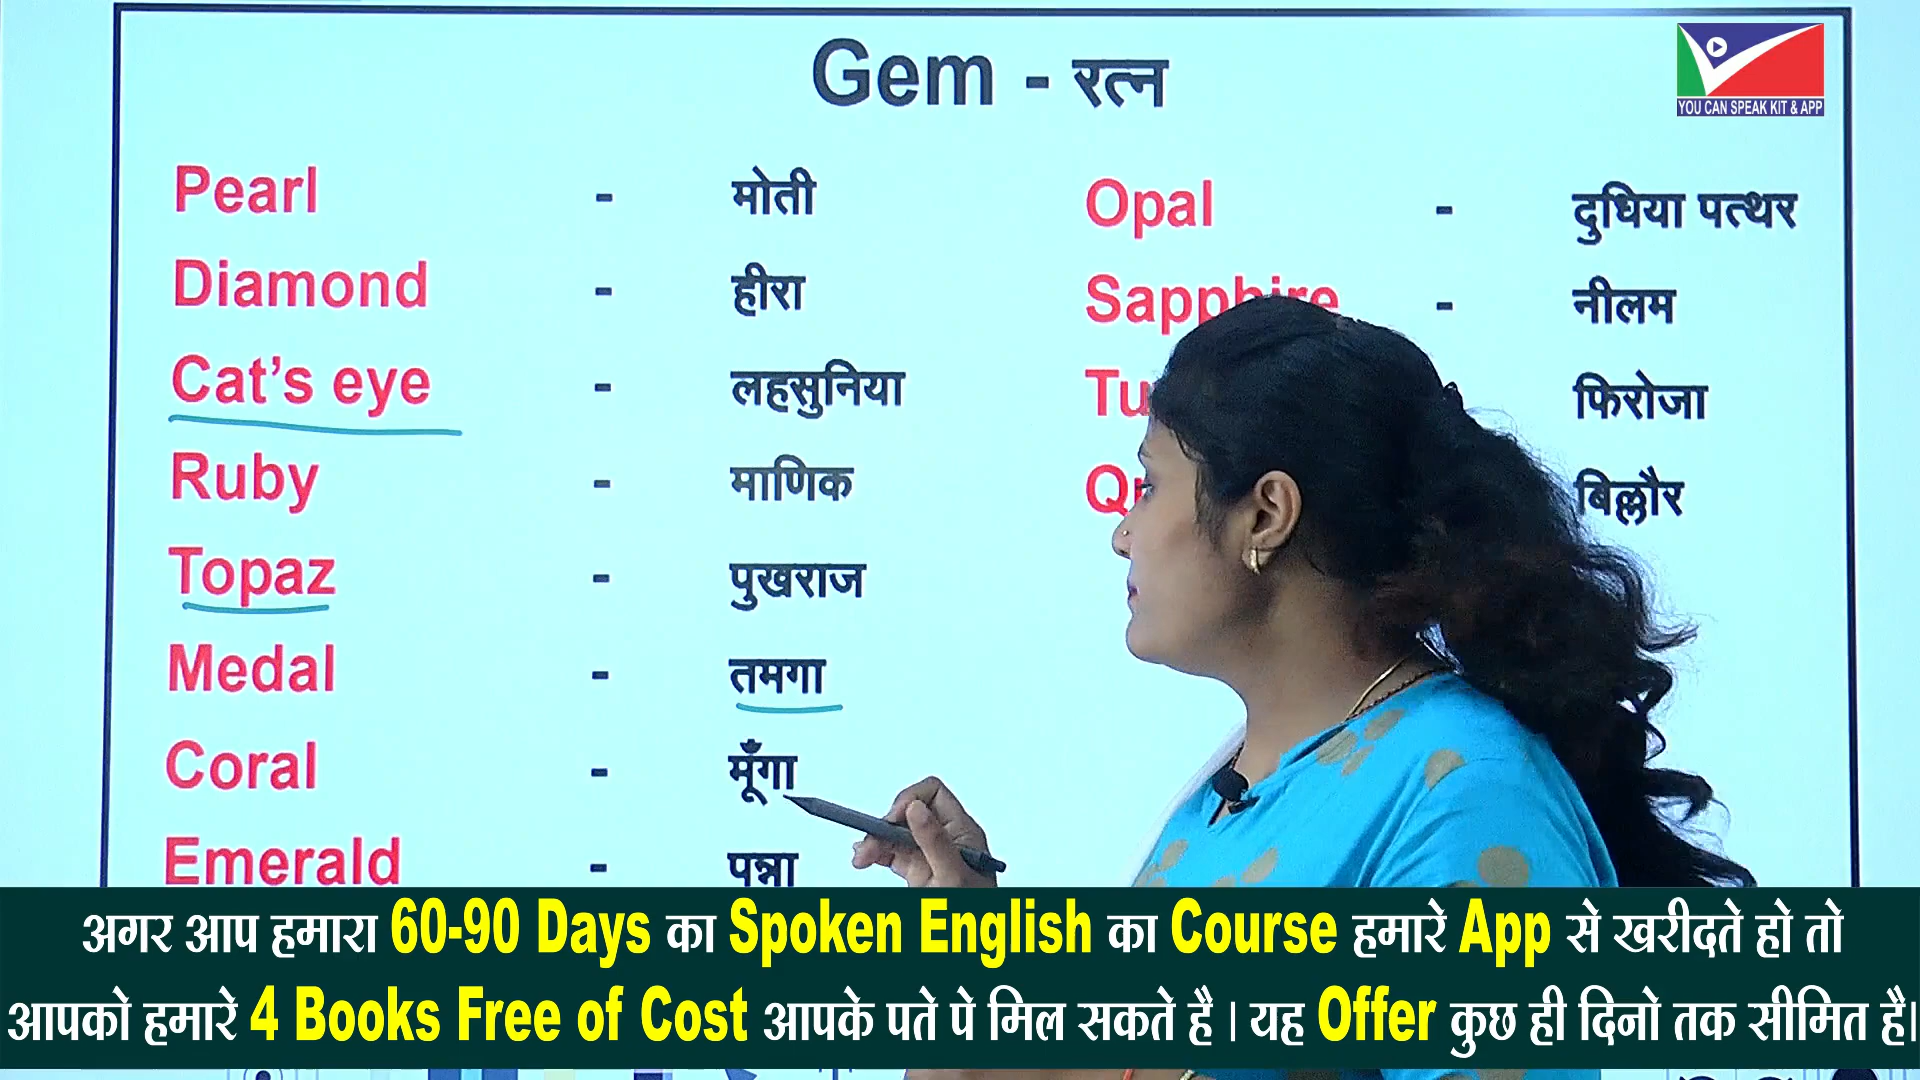 Gem - रत्न
YOU CAN SPEAK KIT & APP
Pearl - मोती
Diamond - हीरा
Cat's eye - लहसुनिया
Ruby - माणिक
Topaz - पुखराज
Medal - तमगा
Coral - मूँगा
Emerald - पन्ना
Opal - दुधिया पत्थर
Sapphire - नीलम
फिरोजा
बिल्लौर
अगर आप हमारा 60-90 Days का Spoken English का Course हमारे App से खरीदते हो तो
आपको हमारे 4 Books Free of Cost आपके पते पे मिल सकते है । यह Offer कुछ ही दिनो तक सीमित है।